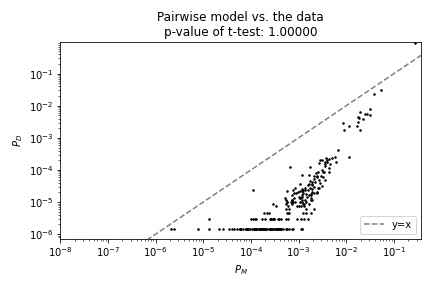 Pairwise model vs. the data
p-value of t-test: 1.00000
P_D
10^-1
10^-2
10^-3
10^-4
10^-5
10^-6
y=x
10^-8 10^-7 10^-6 10^-5 10^-4 10^-3 10^-2 10^-1
P_M